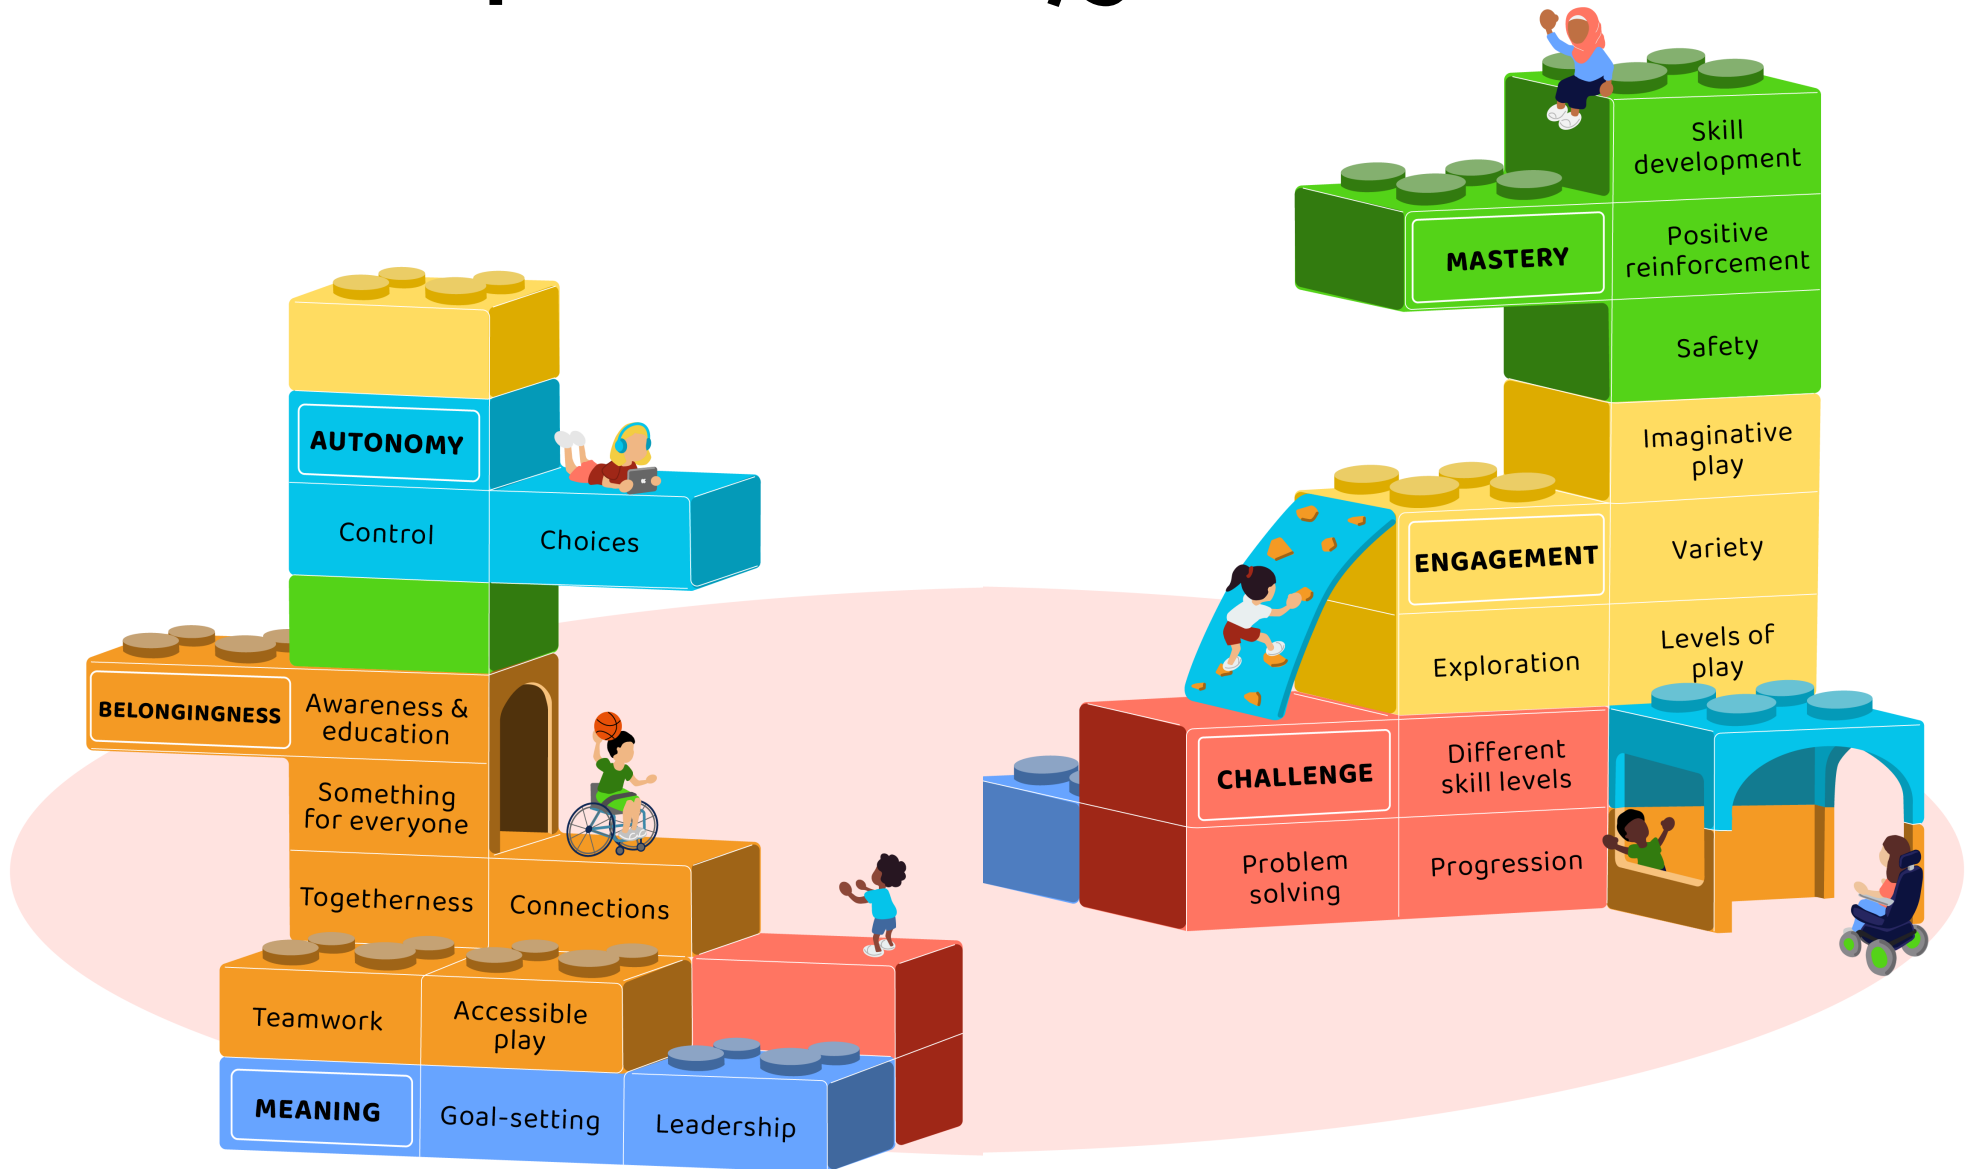 AUTONOMY
Control
Choices
BELONGINGNESS
Awareness &
education
Something
for everyone
Togetherness
Connections
Teamwork
Accessible
play
MEANING
Goal-setting
Leadership
Skill
development
MASTERY
Positive
reinforcement
Safety
Imaginative
play
ENGAGEMENT
Variety
Exploration
Levels of
play
CHALLENGE
Different
skill levels
Problem
solving
Progression